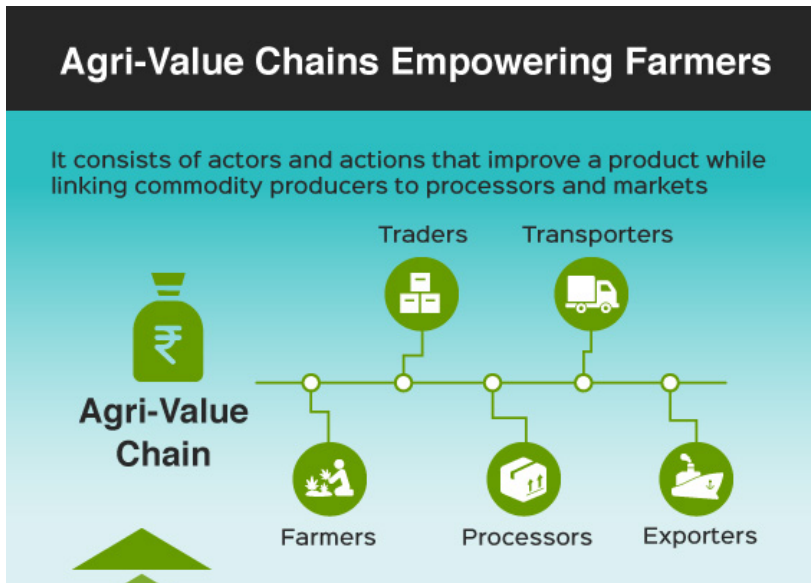 Agri-Value Chains Empowering Farmers
It consists of actors and actions that improve a product while
linking commodity producers to processors and markets
Traders
Transporters
₹
Agri-Value
Chain
Farmers
Processors
Exporters